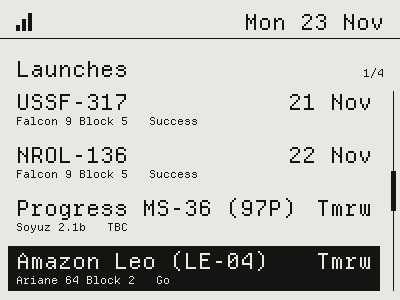 Mon 23 Nov
Launches 1/4
USSF-317 21 Nov
Falcon 9 Block 5 Success
NROL-136 22 Nov
Falcon 9 Block 5 Success
Progress MS-36 (97P) Tmrw
Soyuz 2.1b TBC
Amazon Leo (LE-04) Tmrw
Ariane 64 Block 2 Go